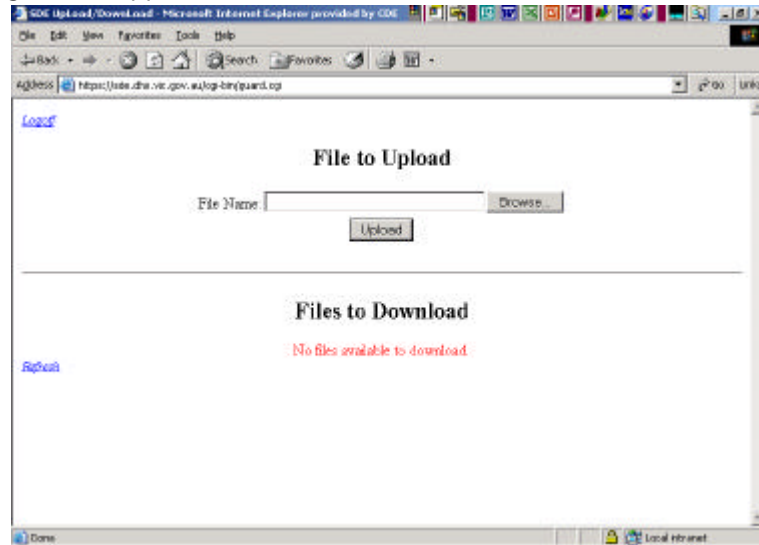 SDE UpLoad/DownLoad - Microsoft Internet Explorer provided by CDE
File Edit View Favorites Tools Help
Back Search Favorites
Address https://sde.dhs.vic.gov.au/cgi-bin/guard.cgi Go Links
Logoff
File to Upload
File Name: Browse...
Upload
Files to Download
No files available to download
Refresh
Done Local intranet